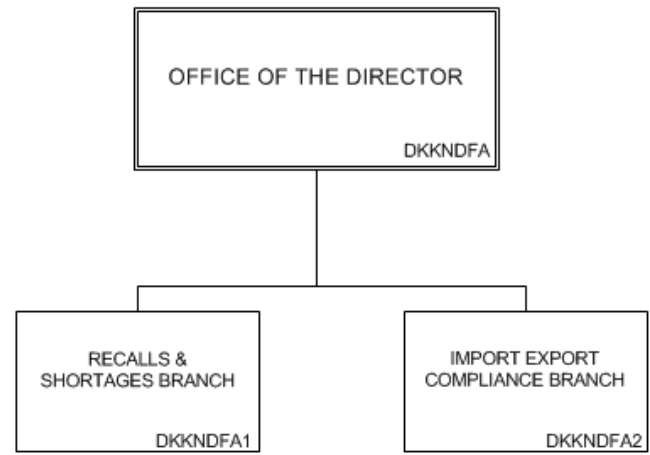 OFFICE OF THE DIRECTOR
DKKNDFA
RECALLS &
SHORTAGES BRANCH
DKKNDFA1
IMPORT EXPORT
COMPLIANCE BRANCH
DKKNDFA2